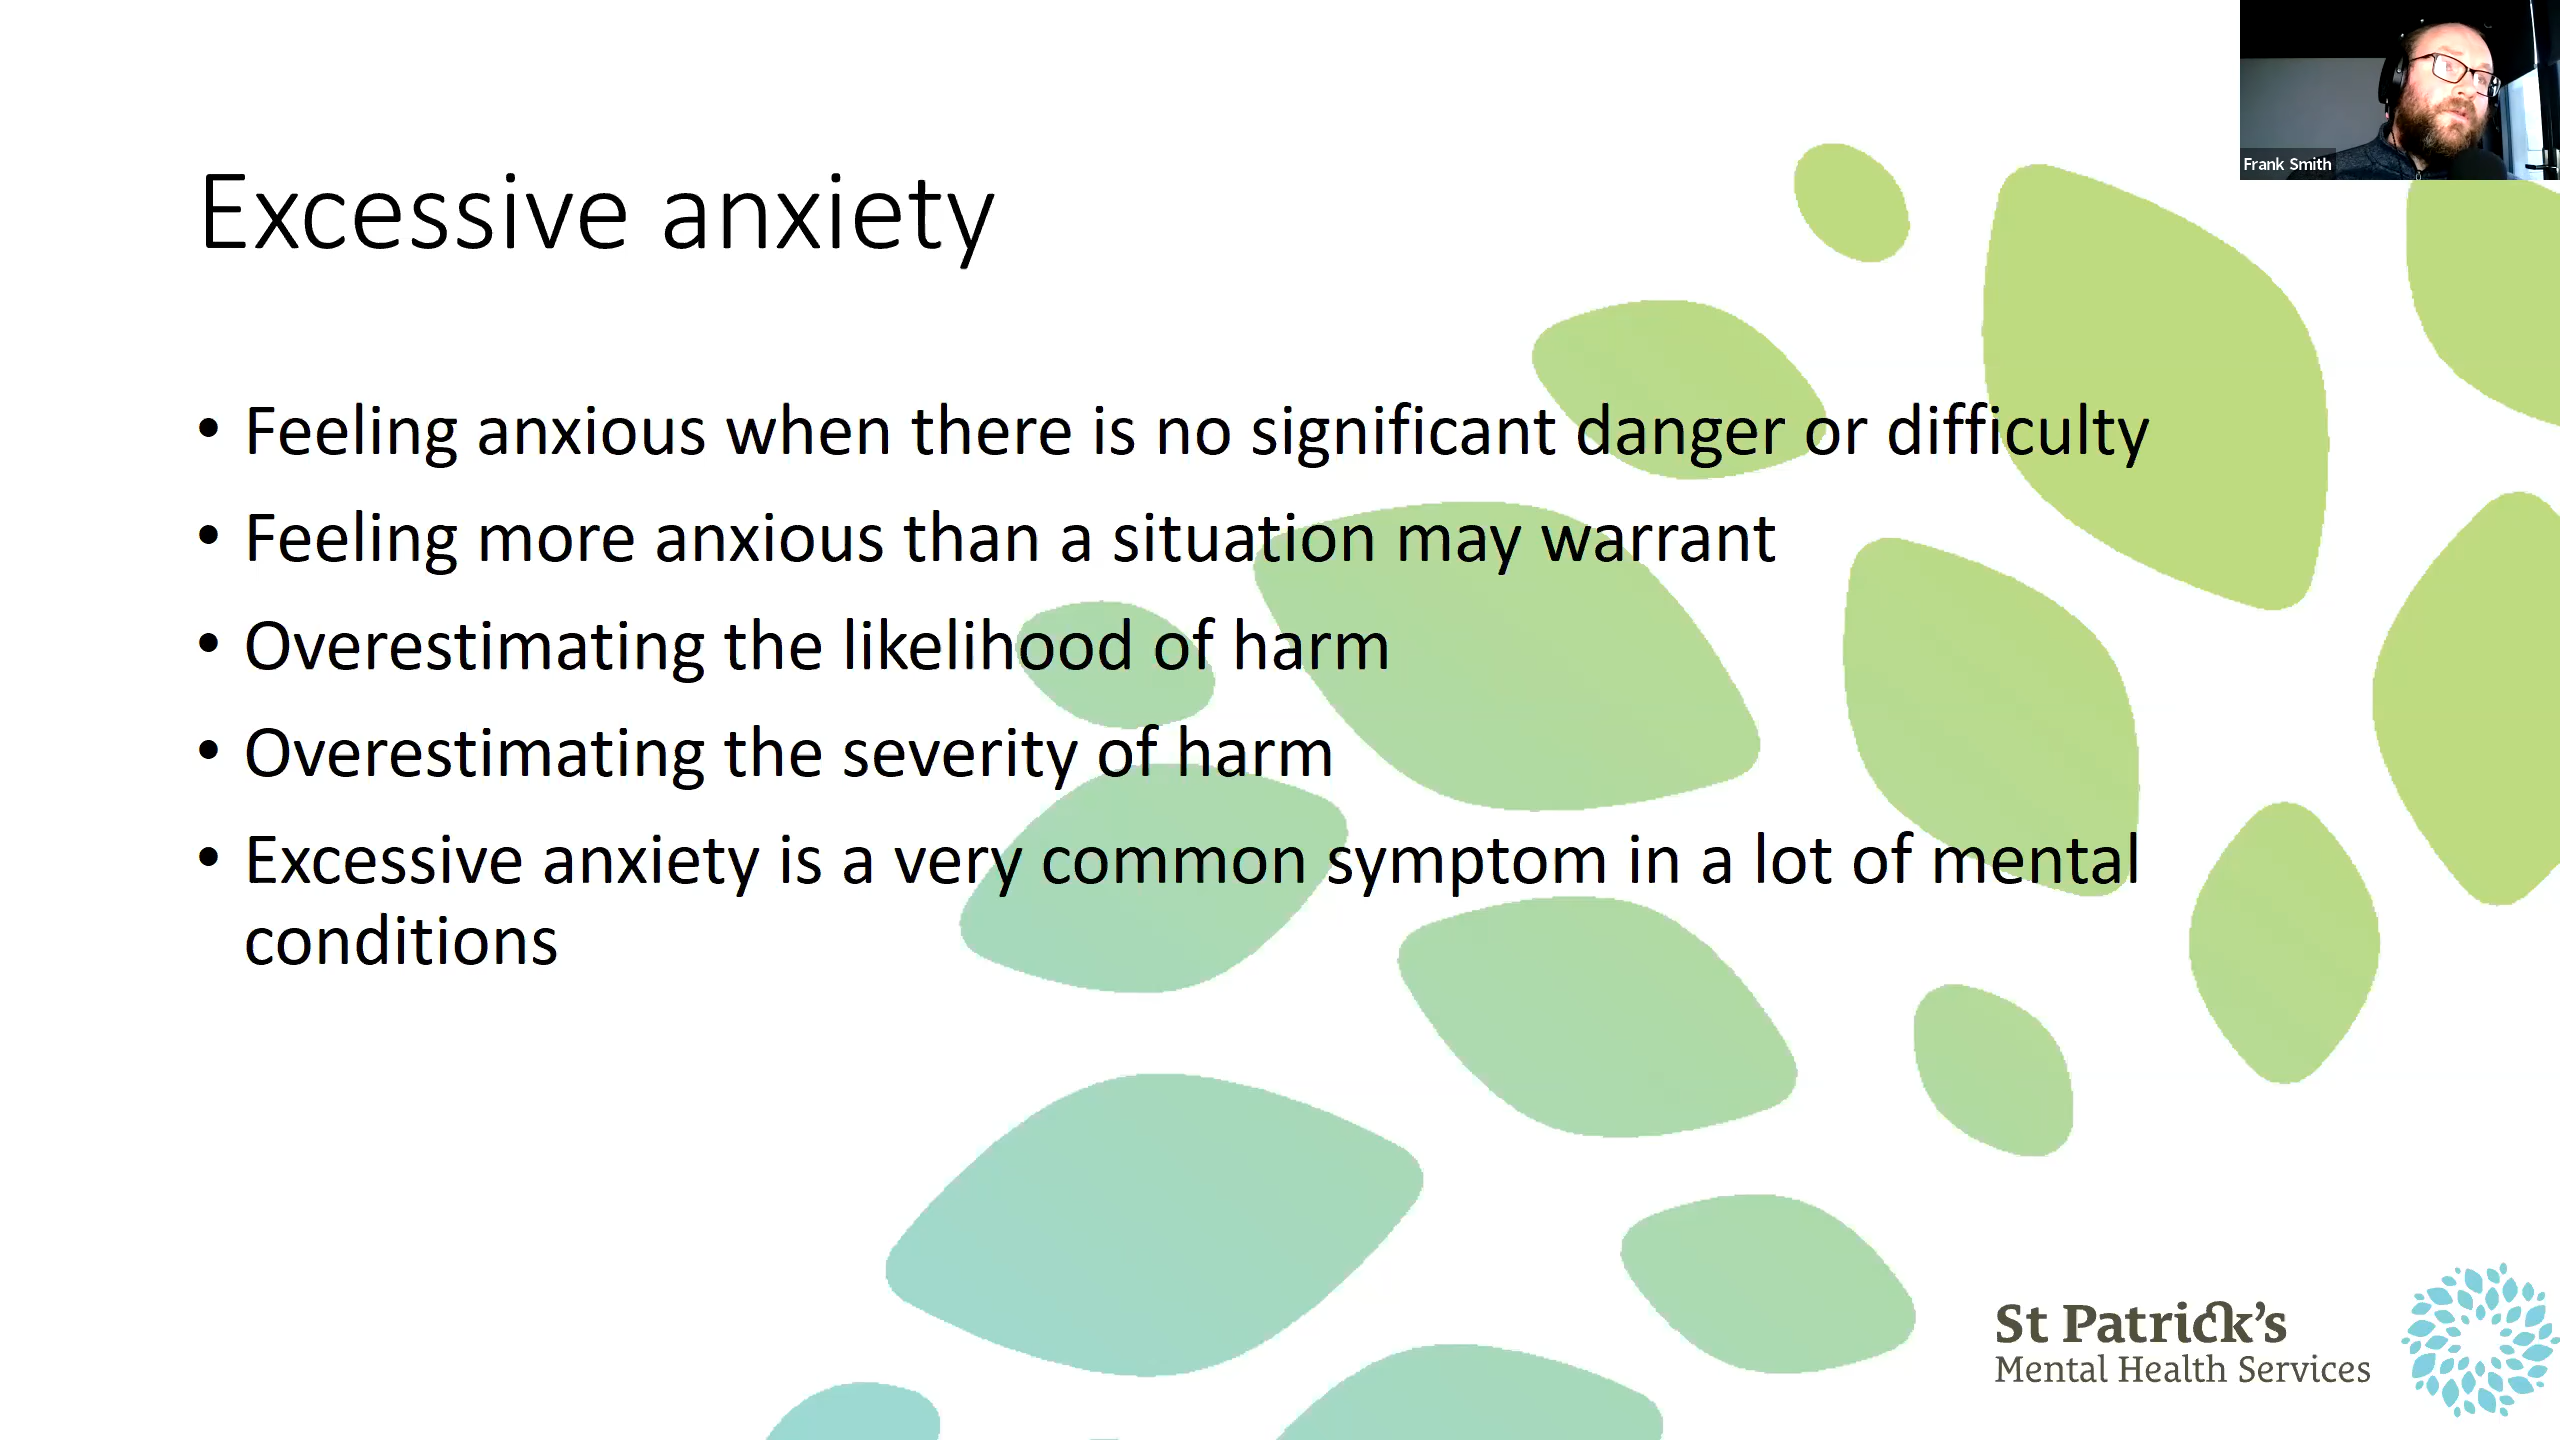 Frank Smith
Excessive anxiety
• Feeling anxious when there is no significant danger or difficulty
• Feeling more anxious than a situation may warrant
• Overestimating the likelihood of harm
• Overestimating the severity of harm
• Excessive anxiety is a very common symptom in a lot of mental
conditions
St Patrick's
Mental Health Services